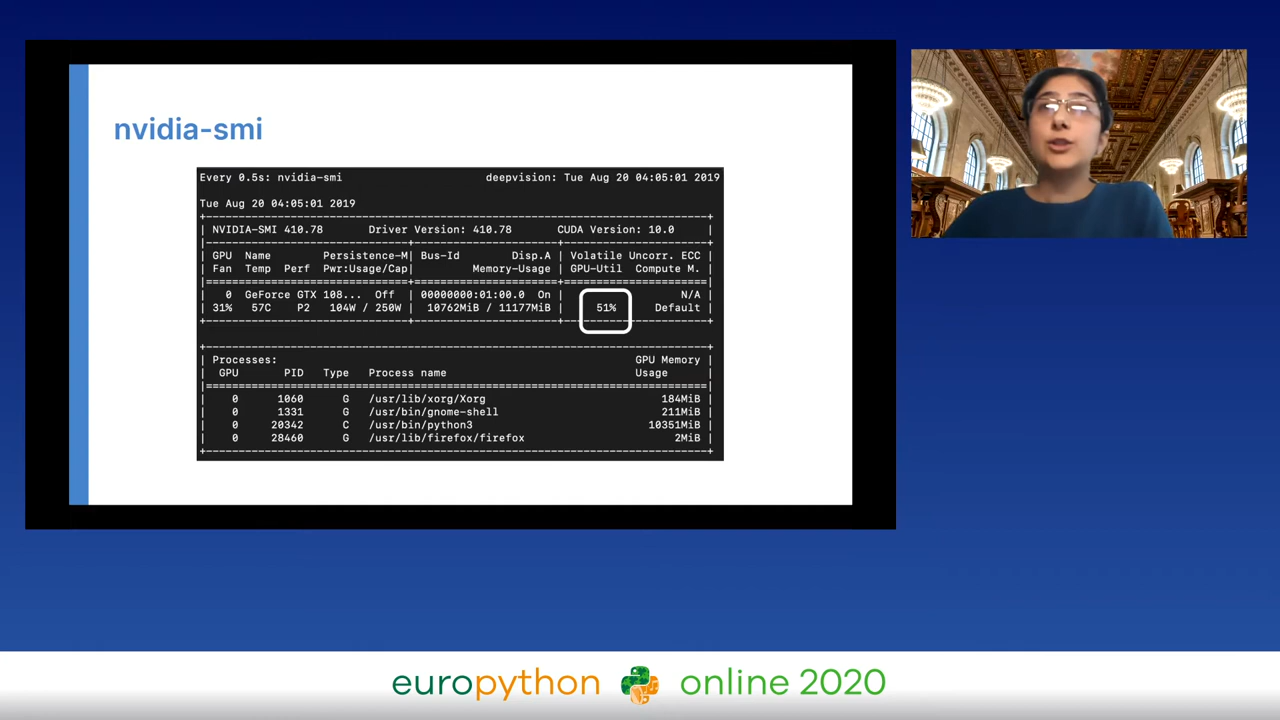 nvidia-smi
Every 0.5s: nvidia-smi deepvision: Tue Aug 20 04:05:01 2019
Tue Aug 20 04:05:01 2019
NVIDIA-SMI 410.78 Driver Version: 410.78 CUDA Version: 10.0
GPU Name Persistence-M| Bus-Id Disp.A | Volatile Uncorr. ECC
Fan Temp Perf Pwr:Usage/Cap| Memory-Usage | GPU-Util Compute M.
0 GeForce GTX 108... Off | 00000000:01:00.0 On | N/A
31% 57C P2 104W / 250W | 10762MiB / 11177MiB | 51% Default
Processes: GPU Memory
GPU PID Type Process name Usage
0 1060 G /usr/lib/xorg/Xorg 184MiB
0 1331 G /usr/bin/gnome-shell 211MiB
0 20342 C /usr/bin/python3 10351MiB
0 28460 G /usr/lib/firefox/firefox 2MiB
europython online 2020